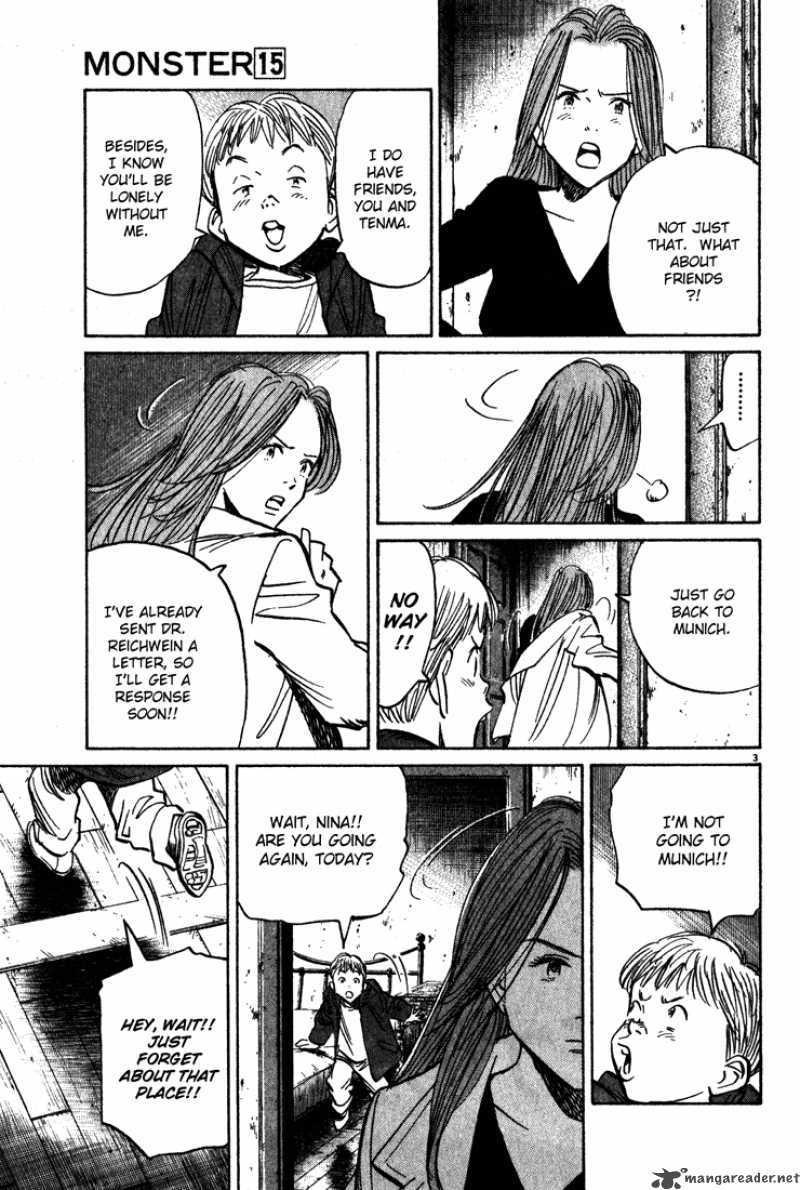 MONSTER 15
NOT JUST
THAT. WHAT
ABOUT
FRIENDS
?!
I DO
HAVE
FRIENDS,
YOU AND
TENMA.
BESIDES,
I KNOW
YOU'LL BE
LONELY
WITHOUT
ME.
........
I'VE ALREADY
SENT DR.
REICHWEIN A
LETTER, SO
I'LL GET A
RESPONSE
SOON!!
JUST GO
BACK TO
MUNICH.
NO
WAY
!!
3
I'M NOT
GOING TO
MUNICH!!
WAIT, NINA!!
ARE YOU GOING
AGAIN, TODAY?
HEY, WAIT!!
JUST
FORGET
ABOUT THAT
PLACE!!
mangareader.net